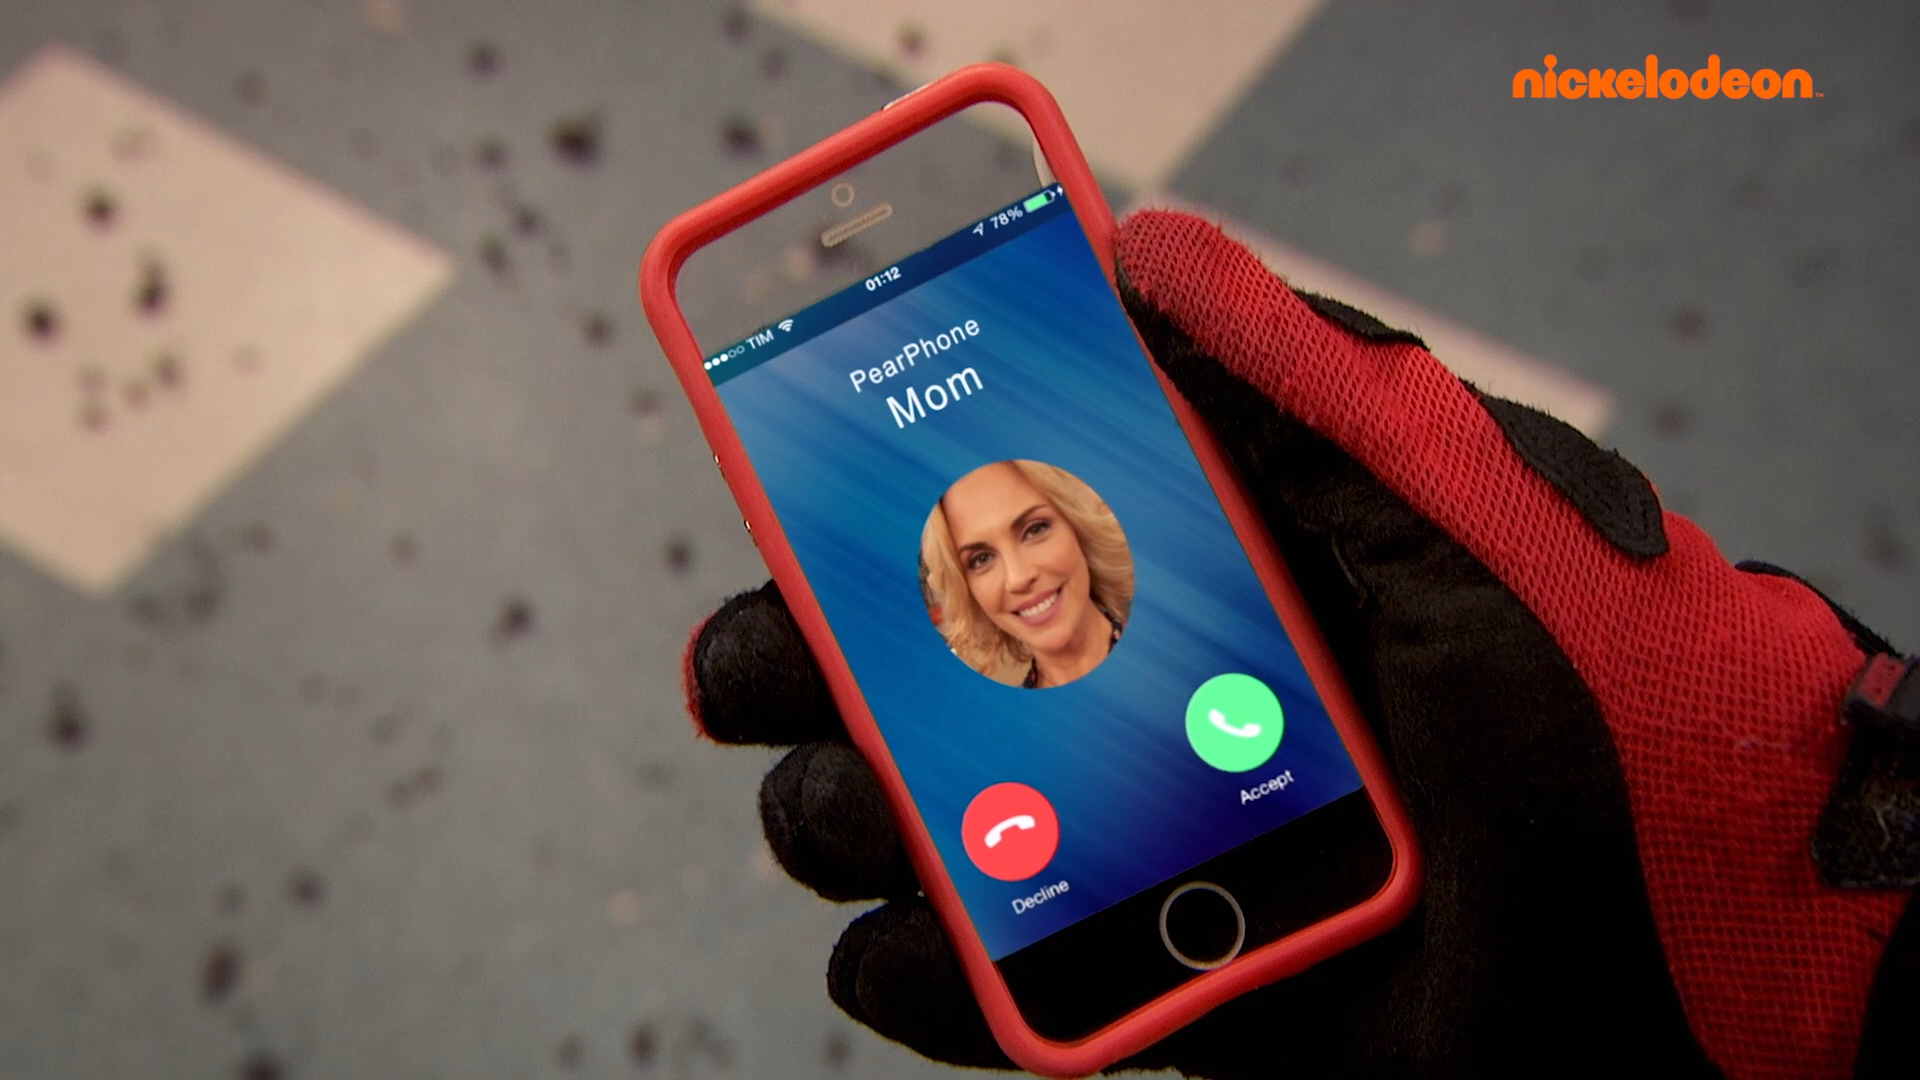 nickelodeon
TIM
01:12
78%
PearPhone
Mom
Accept
Decline